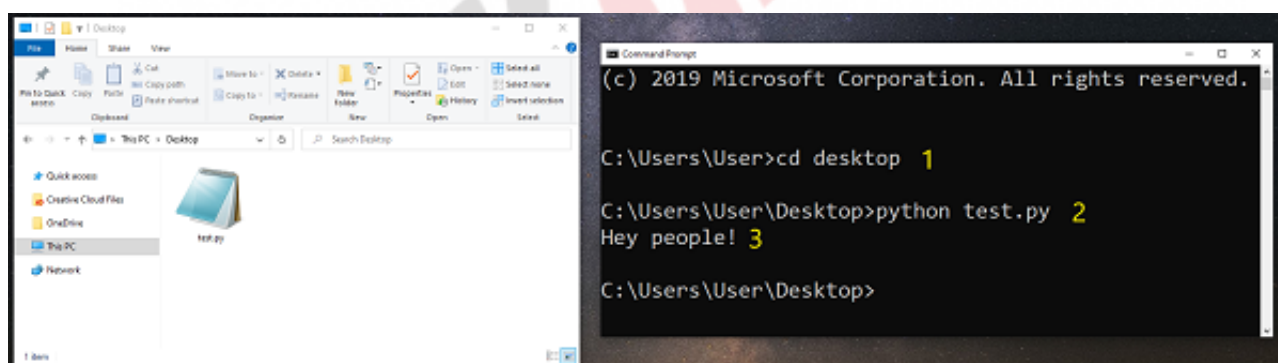 Desktop
File Home Share View
Pin to Quick access
Copy
Paste
Cut
Copy path
Paste shortcut
Clipboard
Move to
Copy to
Delete
Rename
Organize
New folder
New
Properties
Open
Edit
History
Open
Select all
Select none
Invert selection
Select
This PC > Desktop
Search Desktop
Quick access
Creative Cloud Files
OneDrive
This PC
Network
test.py
1 item
Command Prompt
(c) 2019 Microsoft Corporation. All rights reserved.
C:\Users\User>cd desktop 1
C:\Users\User\Desktop>python test.py 2
Hey people! 3
C:\Users\User\Desktop>